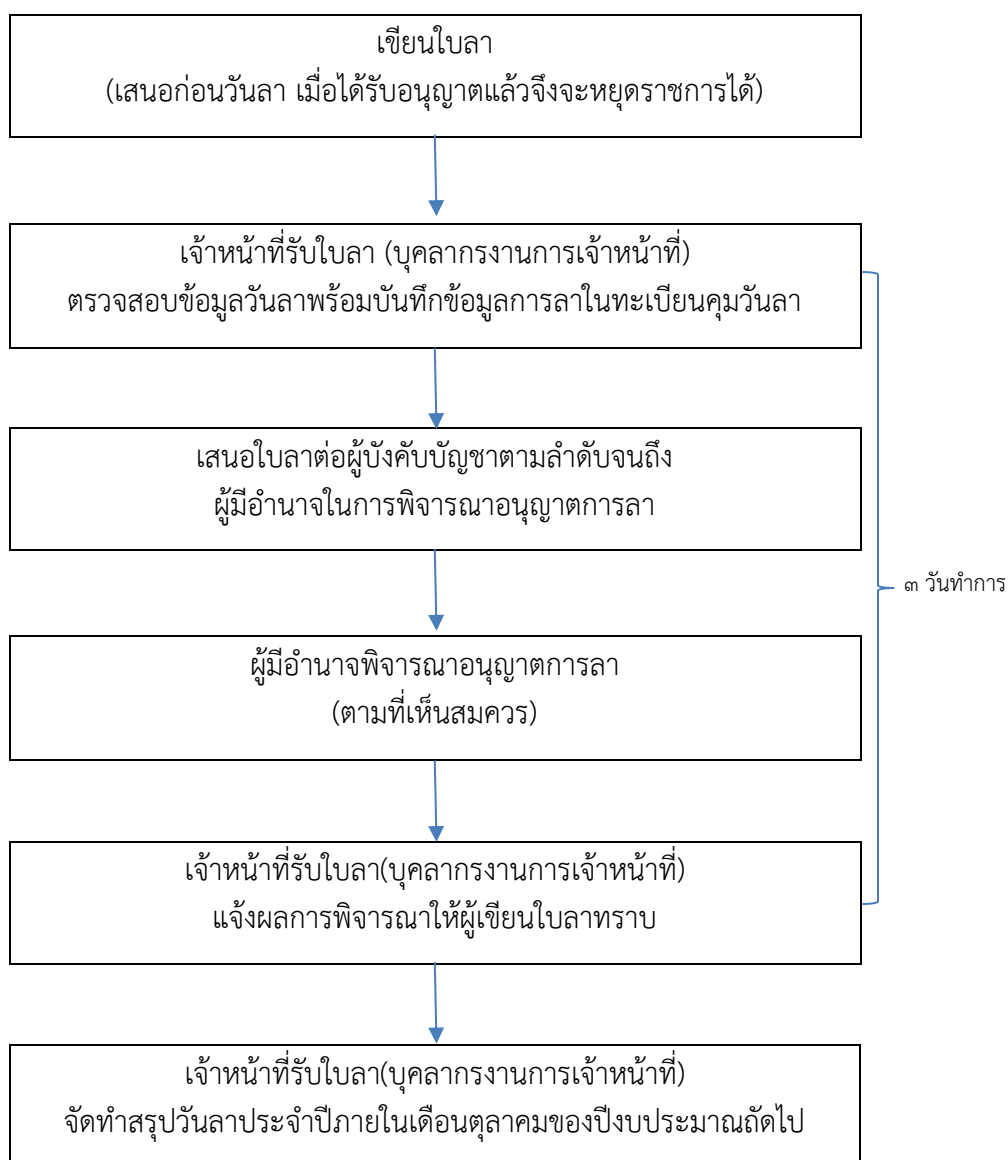 เขียนใบลา
(เสนอก่อนวันลา เมื่อได้รับอนุญาตแล้วจึงจะหยุดราชการได้)
เจ้าหน้าที่รับใบลา (บุคลากรงานการเจ้าหน้าที่)
ตรวจสอบข้อมูลวันลาพร้อมบันทึกข้อมูลการลาในทะเบียนคุมวันลา
เสนอใบลาต่อผู้บังคับบัญชาตามลำดับจนถึง
ผู้มีอำนาจในการพิจารณาอนุญาตการลา
๓ วันทำการ
ผู้มีอำนาจพิจารณาอนุญาตการลา
(ตามที่เห็นสมควร)
เจ้าหน้าที่รับใบลา(บุคลากรงานการเจ้าหน้าที่)
แจ้งผลการพิจารณาให้ผู้เขียนใบลาทราบ
เจ้าหน้าที่รับใบลา(บุคลากรงานการเจ้าหน้าที่)
จัดทำสรุปวันลาประจำปีภายในเดือนตุลาคมของปีงบประมาณถัดไป